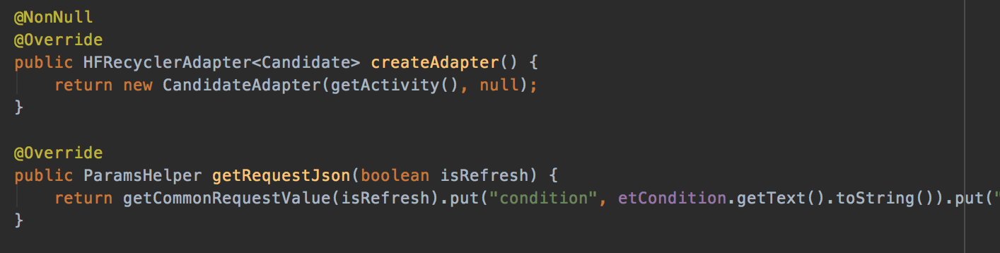 @NonNull
@Override
public HFRecyclerAdapter<Candidate> createAdapter() {
    return new CandidateAdapter(getActivity(), null);
}
@Override
public ParamsHelper getRequestJson(boolean isRefresh) {
    return getCommonRequestValue(isRefresh).put("condition", etCondition.getText().toString()).put("
}